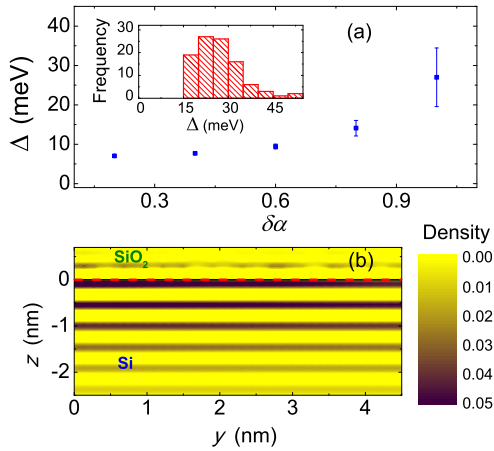 (a)
Δ (meV)
40
30
20
10
0
Frequency
30
20
10
0
0 15 30 45
Δ (meV)
0.3 0.6 0.9
δα
(b)
SiO2
Si
z (nm)
0
-1
-2
0 1 2 3 4
y (nm)
Density
0.00
0.01
0.02
0.03
0.04
0.05